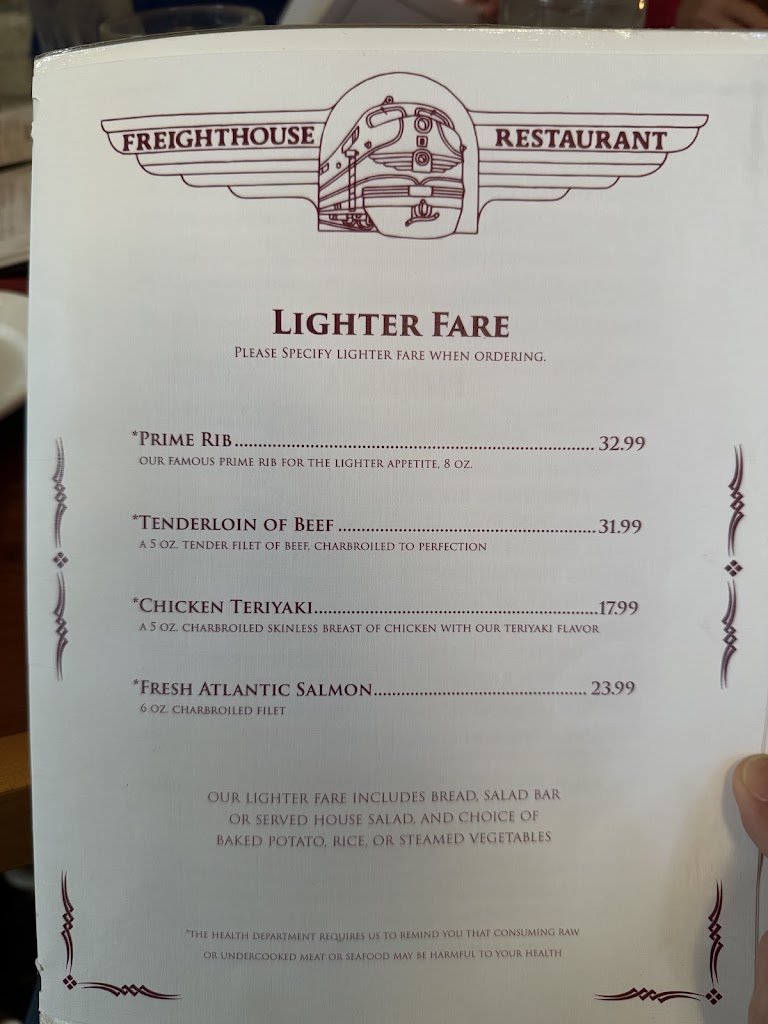 FREIGHTHOUSE RESTAURANT
LIGHTER FARE
PLEASE SPECIFY LIGHTER FARE WHEN ORDERING.
*PRIME RIB........................................................................ 32.99
OUR FAMOUS PRIME RIB FOR THE LIGHTER APPETITE, 8 OZ.
*TENDERLOIN OF BEEF .................................................... 31.99
A 5 OZ. TENDER FILET OF BEEF, CHARBROILED TO PERFECTION
*CHICKEN TERIYAKI.........................................................17.99
A 5 OZ. CHARBROILED SKINLESS BREAST OF CHICKEN WITH OUR TERIYAKI FLAVOR
*FRESH ATLANTIC SALMON........................................... 23.99
6 OZ. CHARBROILED FILET
OUR LIGHTER FARE INCLUDES BREAD, SALAD BAR
OR SERVED HOUSE SALAD, AND CHOICE OF
BAKED POTATO, RICE, OR STEAMED VEGETABLES
*THE HEALTH DEPARTMENT REQUIRES US TO REMIND YOU THAT CONSUMING RAW
OR UNDERCOOKED MEAT OR SEAFOOD MAY BE HARMFUL TO YOUR HEALTH